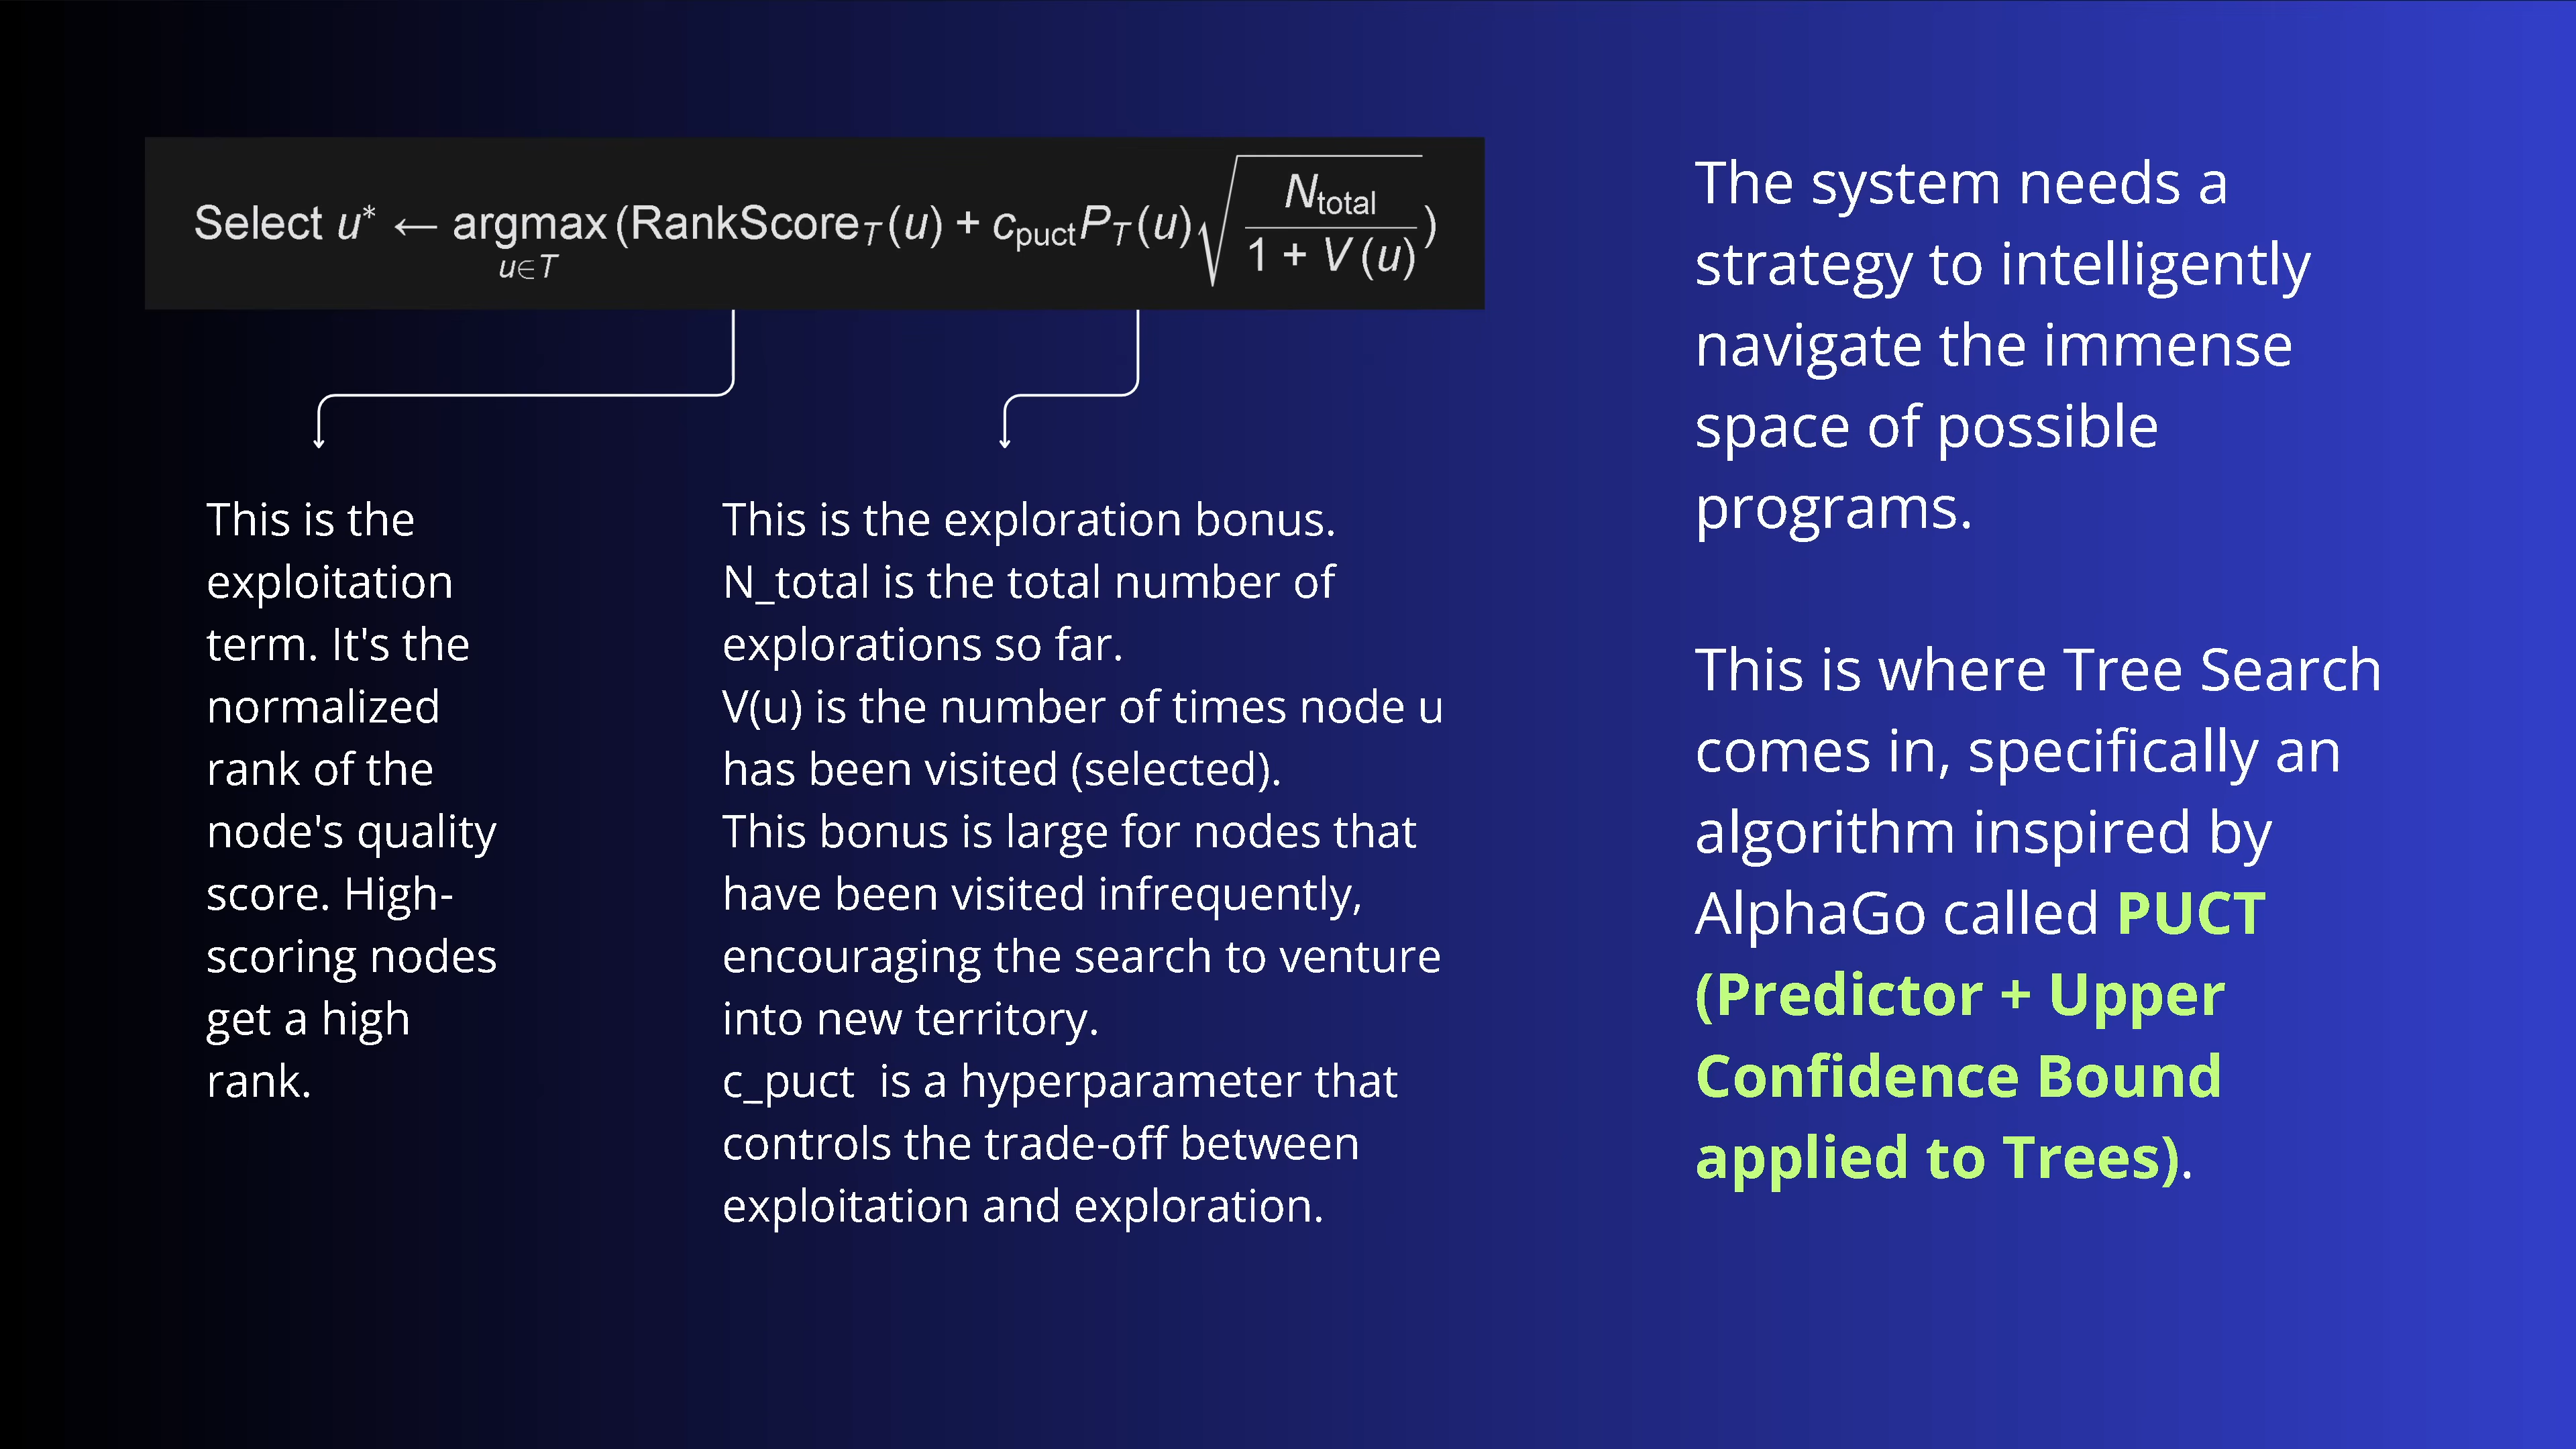 Select u* ← argmax (RankScore_T(u) + c_puct P_T(u) √(N_total / (1 + V(u))))
u∈T
This is the
exploitation
term. It's the
normalized
rank of the
node's quality
score. High-
scoring nodes
get a high
rank.
This is the exploration bonus.
N_total is the total number of
explorations so far.
V(u) is the number of times node u
has been visited (selected).
This bonus is large for nodes that
have been visited infrequently,
encouraging the search to venture
into new territory.
c_puct  is a hyperparameter that
controls the trade-off between
exploitation and exploration.
The system needs a
strategy to intelligently
navigate the immense
space of possible
programs.
This is where Tree Search
comes in, specifically an
algorithm inspired by
AlphaGo called PUCT
(Predictor + Upper
Confidence Bound
applied to Trees).